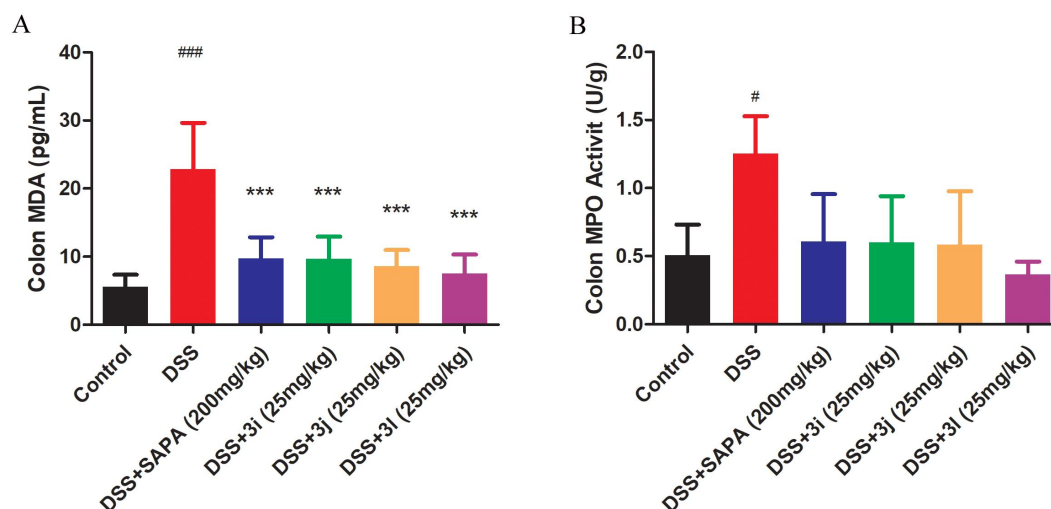 A
Colon MDA (pg/mL)
40
30
20
10
0
###
***
***
***
***
Control
DSS
DSS+SAPA (200mg/kg)
DSS+3i (25mg/kg)
DSS+3j (25mg/kg)
DSS+3l (25mg/kg)
B
Colon MPO Activit (U/g)
2.0
1.5
1.0
0.5
0.0
#
Control
DSS
DSS+SAPA (200mg/kg)
DSS+3i (25mg/kg)
DSS+3j (25mg/kg)
DSS+3l (25mg/kg)